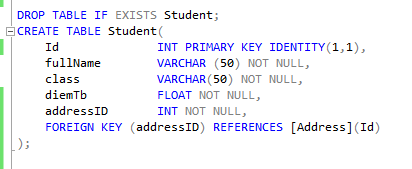 DROP TABLE IF EXISTS Student;
CREATE TABLE Student(
Id INT PRIMARY KEY IDENTITY(1,1),
fullName VARCHAR (50) NOT NULL,
class VARCHAR(50) NOT NULL,
diemTb FLOAT NOT NULL,
addressID INT NOT NULL,
FOREIGN KEY (addressID) REFERENCES [Address](Id)
);